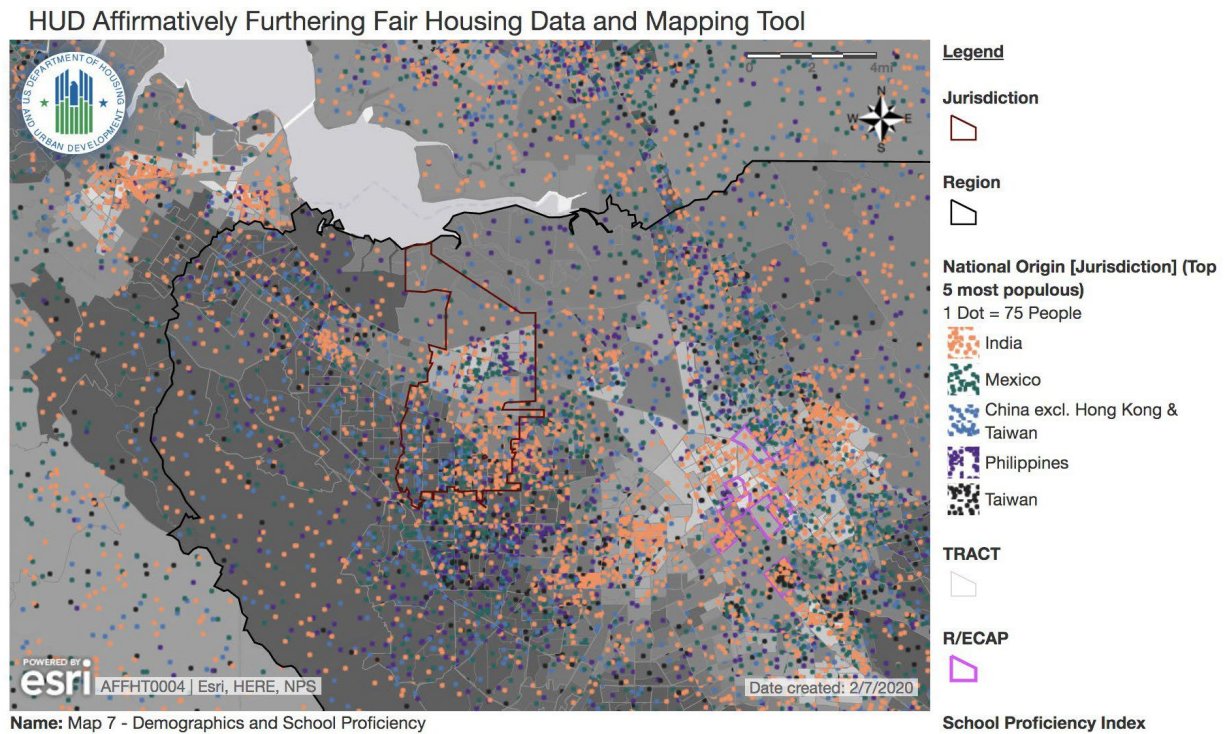 HUD Affirmatively Furthering Fair Housing Data and Mapping Tool
U.S. DEPARTMENT OF HOUSING
AND URBAN DEVELOPMENT
0 2 4mi
N
W E
S
Legend
Jurisdiction
Region
National Origin [Jurisdiction] (Top
5 most populous)
1 Dot = 75 People
India
Mexico
China excl. Hong Kong &
Taiwan
Philippines
Taiwan
TRACT
R/ECAP
School Proficiency Index
POWERED BY
esri
AFFHT0004 | Esri, HERE, NPS
Date created: 2/7/2020
Name: Map 7 - Demographics and School Proficiency